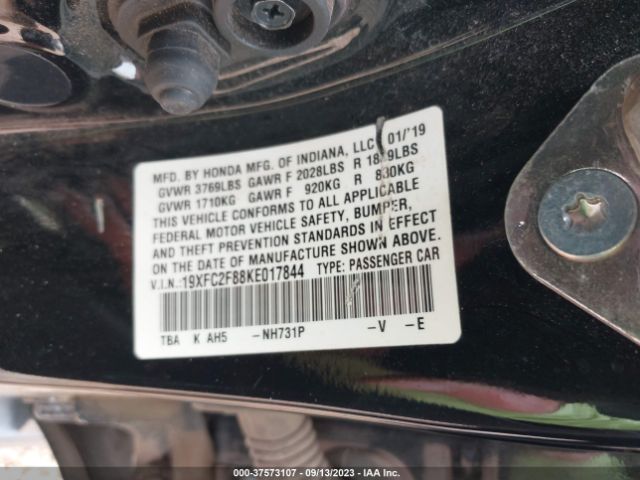 MFD. BY HONDA MFG. OF INDIANA, LLC 01/'19
GVWR 3769LBS GAWR F 2028LBS R LBS
GVWR 1710KG GAWR F 920KG R 830KG
THIS VEHICLE CONFORMS TO ALL APPLICABLE
FEDERAL MOTOR VEHICLE SAFETY, BUMPER,
AND THEFT PREVENTION STANDARDS IN EFFECT
ON THE DATE OF MANUFACTURE SHOWN ABOVE.
V.I.N.:19XFC2F88KE017844 TYPE: PASSENGER CAR
TBA K AH5 -NH731P -V -E
000-37573107 - 09/13/2023 - IAA Inc.